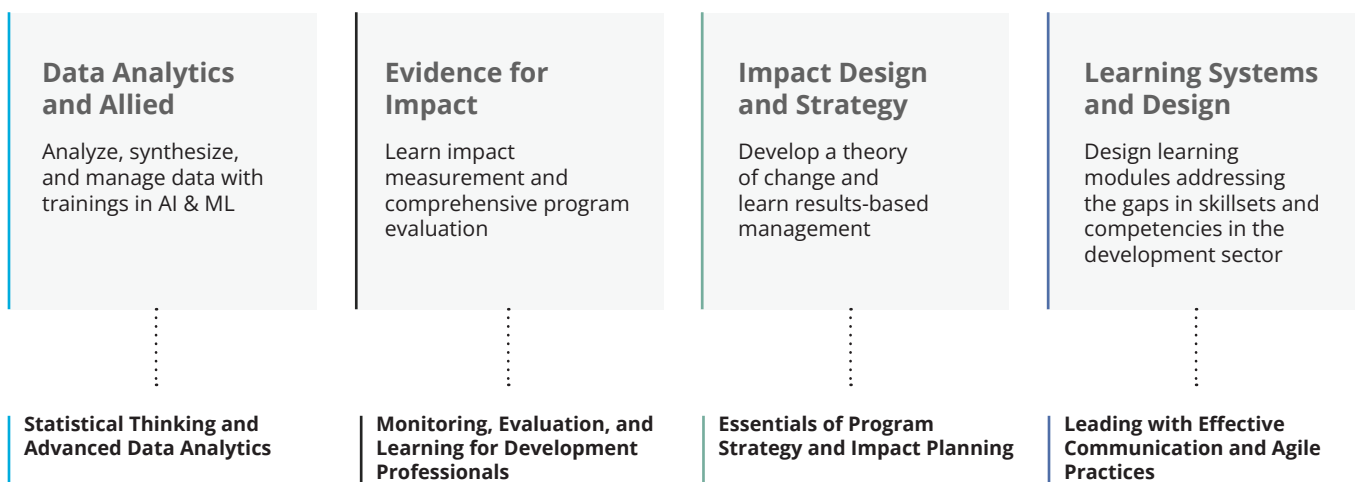 Data Analytics
and Allied
Analyze, synthesize,
and manage data with
trainings in AI & ML
Evidence for
Impact
Learn impact
measurement and
comprehensive program
evaluation
Impact Design
and Strategy
Develop a theory
of change and
learn results-based
management
Learning Systems
and Design
Design learning
modules addressing
the gaps in skillsets and
competencies in the
development sector
Statistical Thinking and
Advanced Data Analytics
Monitoring, Evaluation, and
Learning for Development
Professionals
Essentials of Program
Strategy and Impact Planning
Leading with Effective
Communication and Agile
Practices